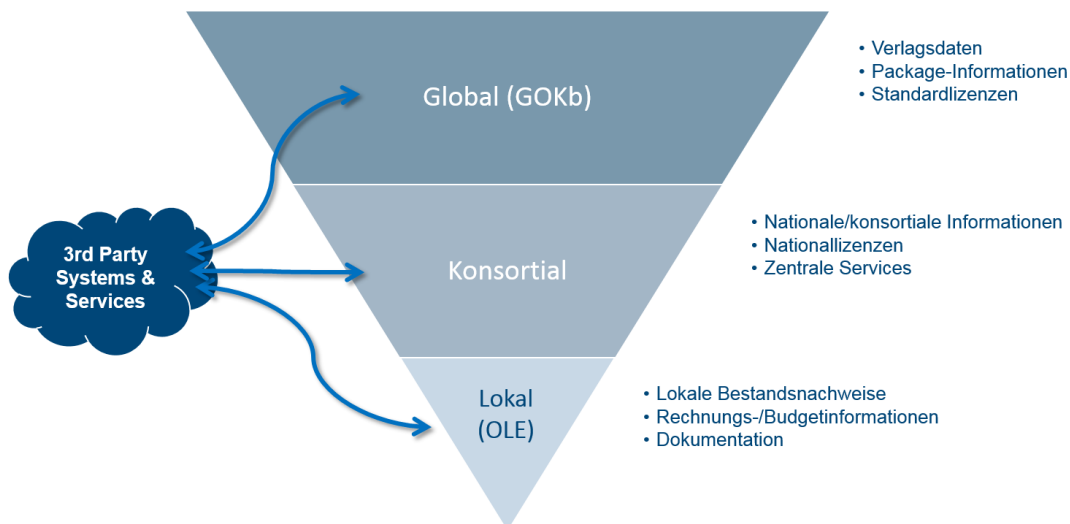 Global (GOKb)
• Verlagsdaten
• Package-Informationen
• Standardlizenzen
3rd Party
Systems &
Services
Konsortial
• Nationale/konsortiale Informationen
• Nationallizenzen
• Zentrale Services
Lokal
(OLE)
• Lokale Bestandsnachweise
• Rechnungs-/Budgetinformationen
• Dokumentation